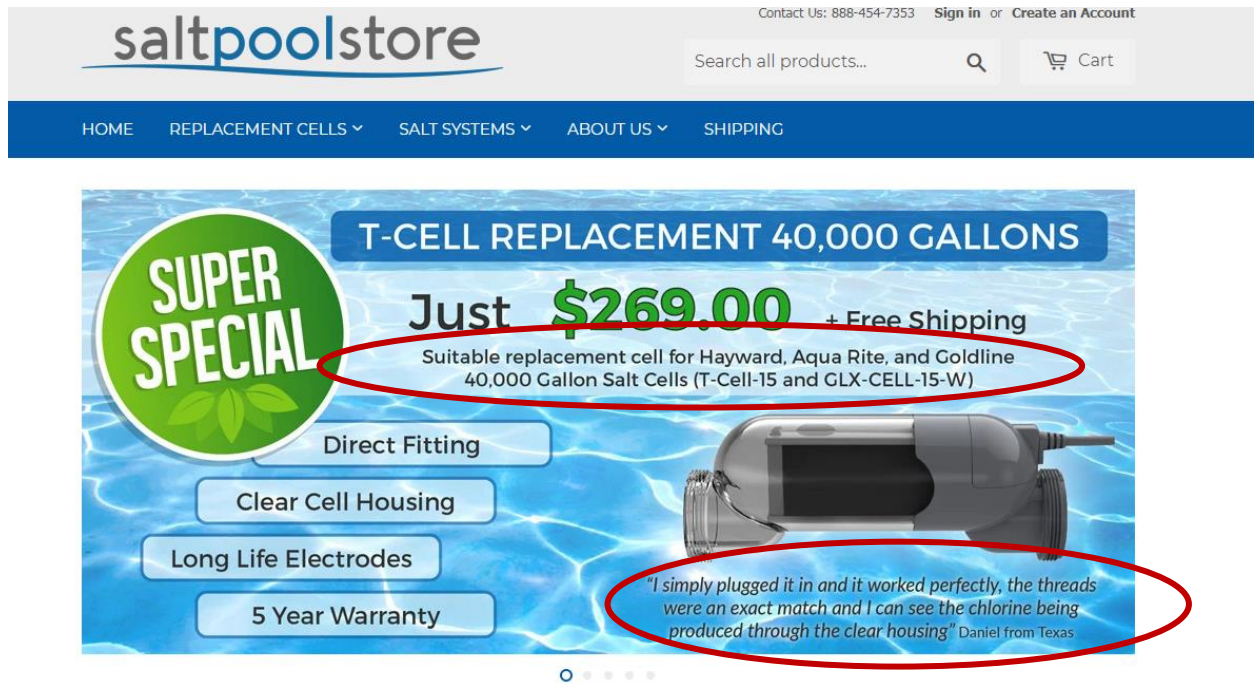 Contact Us: 888-454-7353 Sign in or Create an Account
saltpoolstore
Search all products... Cart
HOME REPLACEMENT CELLS SALT SYSTEMS ABOUT US SHIPPING
T-CELL REPLACEMENT 40,000 GALLONS
SUPER
SPECIAL
Just $269.00 + Free Shipping
Suitable replacement cell for Hayward, Aqua Rite, and Goldline
40,000 Gallon Salt Cells (T-Cell-15 and GLX-CELL-15-W)
Direct Fitting
Clear Cell Housing
Long Life Electrodes
5 Year Warranty
"I simply plugged it in and it worked perfectly, the threads
were an exact match and I can see the chlorine being
produced through the clear housing" Daniel from Texas